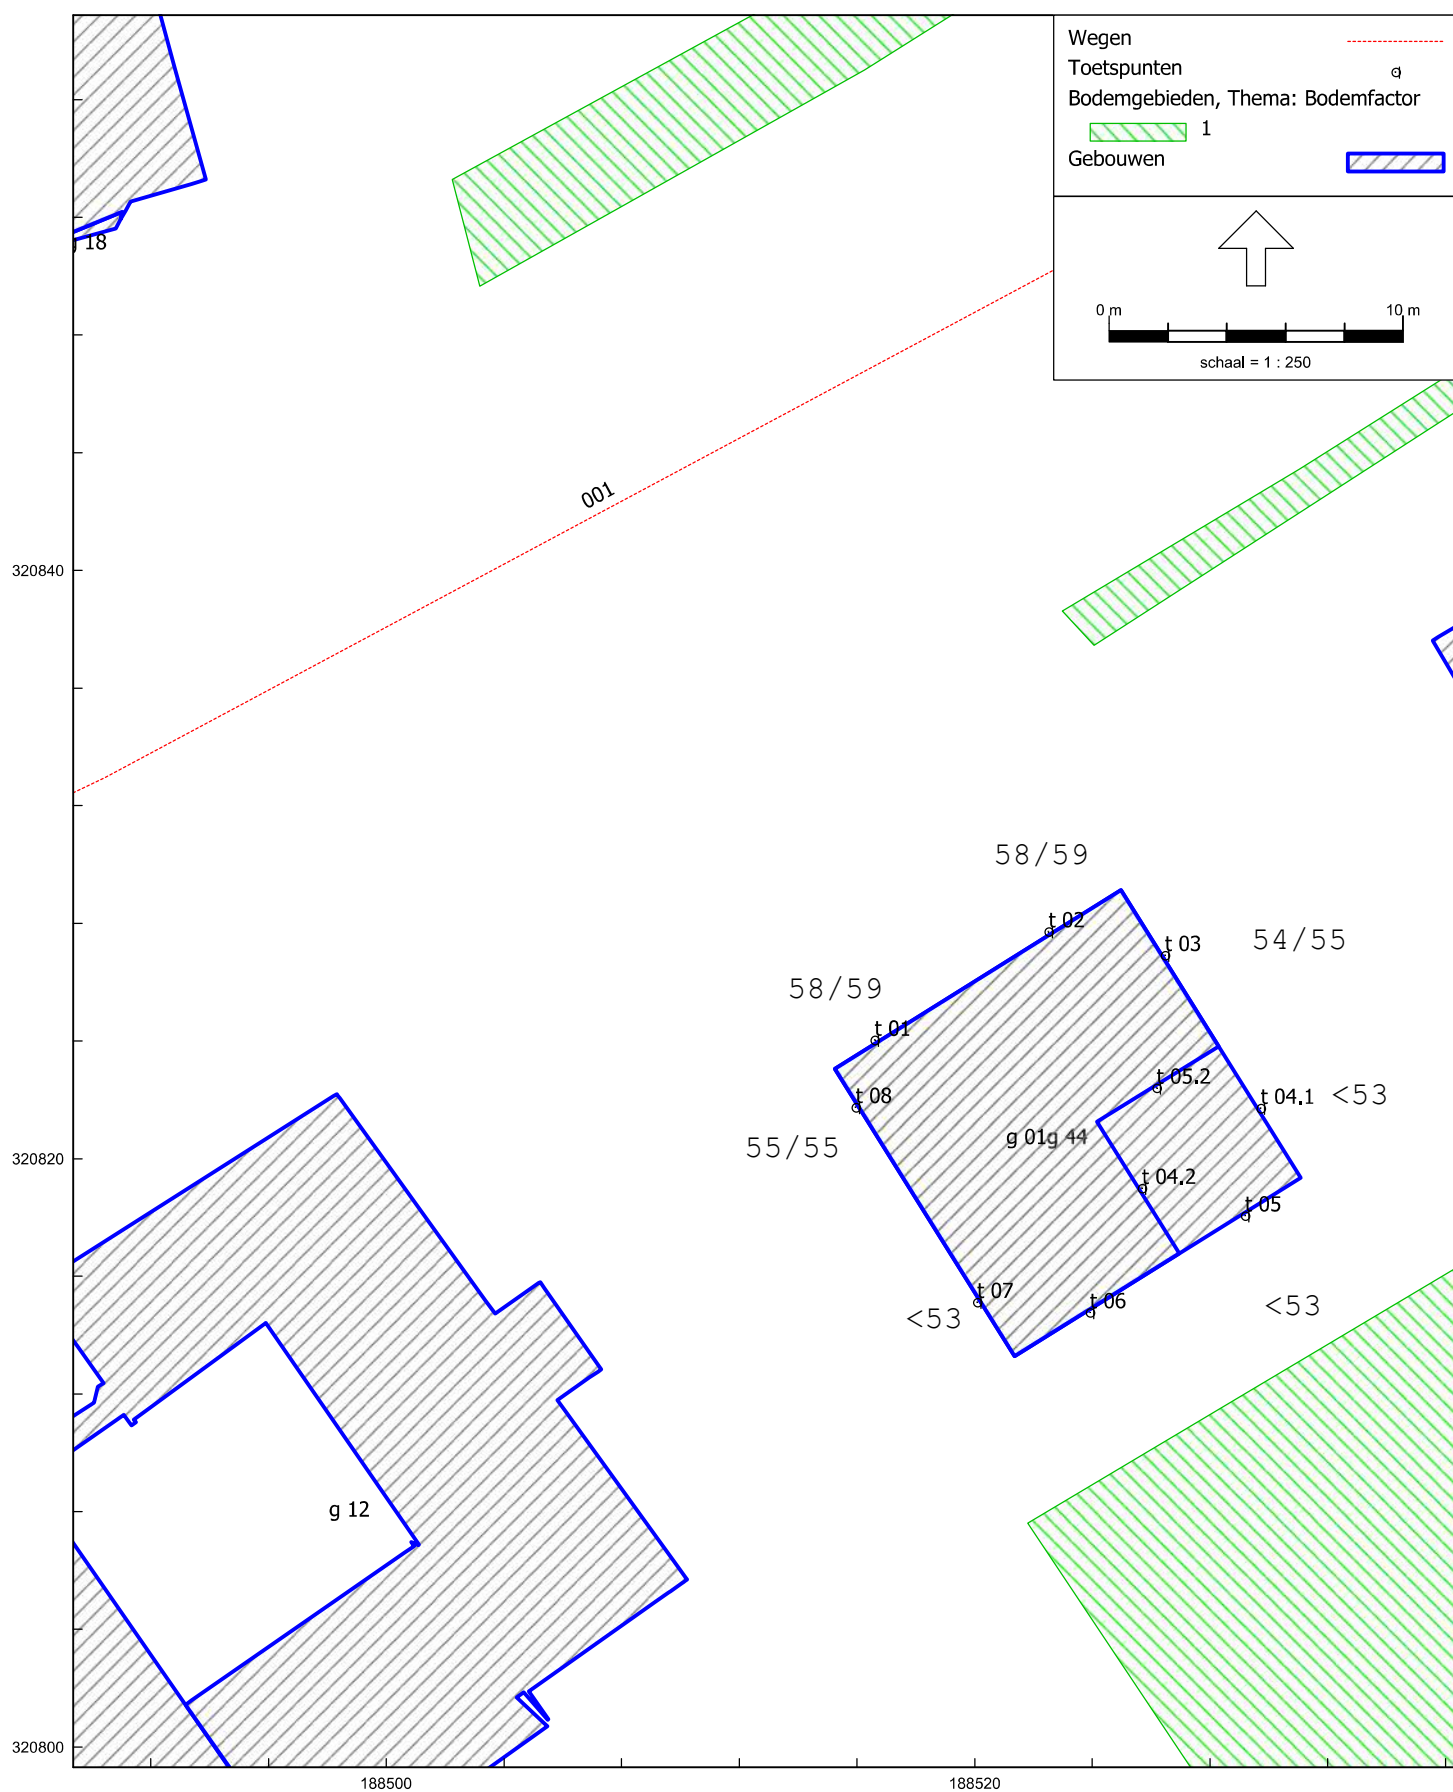 Wegen
Toetspunten
Bodemgebieden, Thema: Bodemfactor
1
Gebouwen
0 m 10 m
schaal = 1 : 250
18
001
320840
58/59
t 02
t 03 54/55
58/59
t 01
t 05.2
t 08
t 04.1 <53
g 01g 44
55/55
320820
t 04.2
t 05
t 07
t 06
<53
<53
g 12
320800
188500 188520